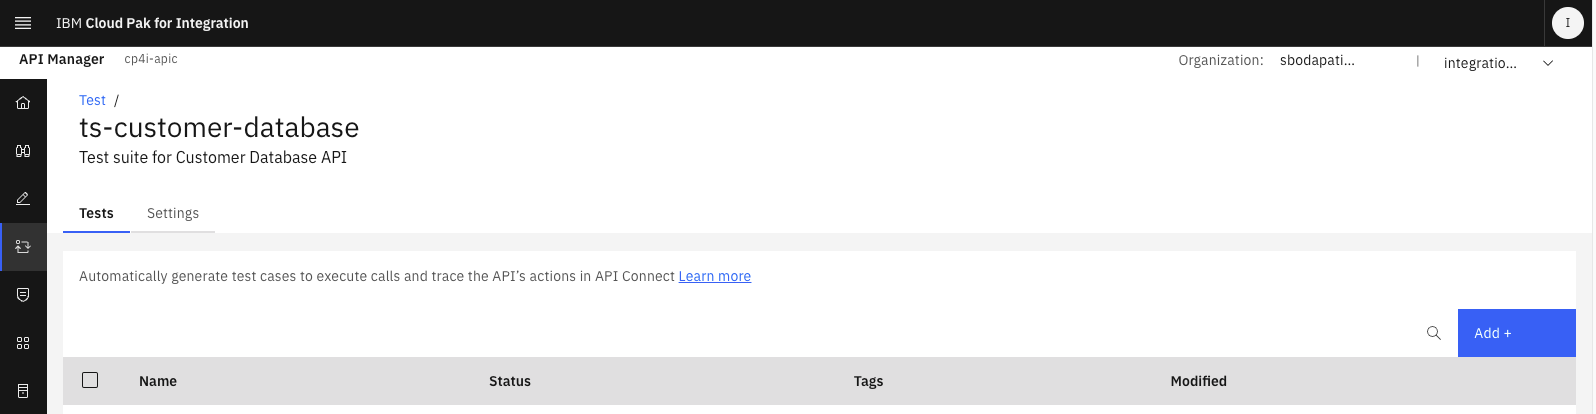 IBM Cloud Pak for Integration
I
API Manager cp4i-apic
Organization: sbodapati... | integratio...
Test /
ts-customer-database
Test suite for Customer Database API
Tests Settings
Automatically generate test cases to execute calls and trace the API's actions in API Connect Learn more
Add +
Name Status Tags Modified